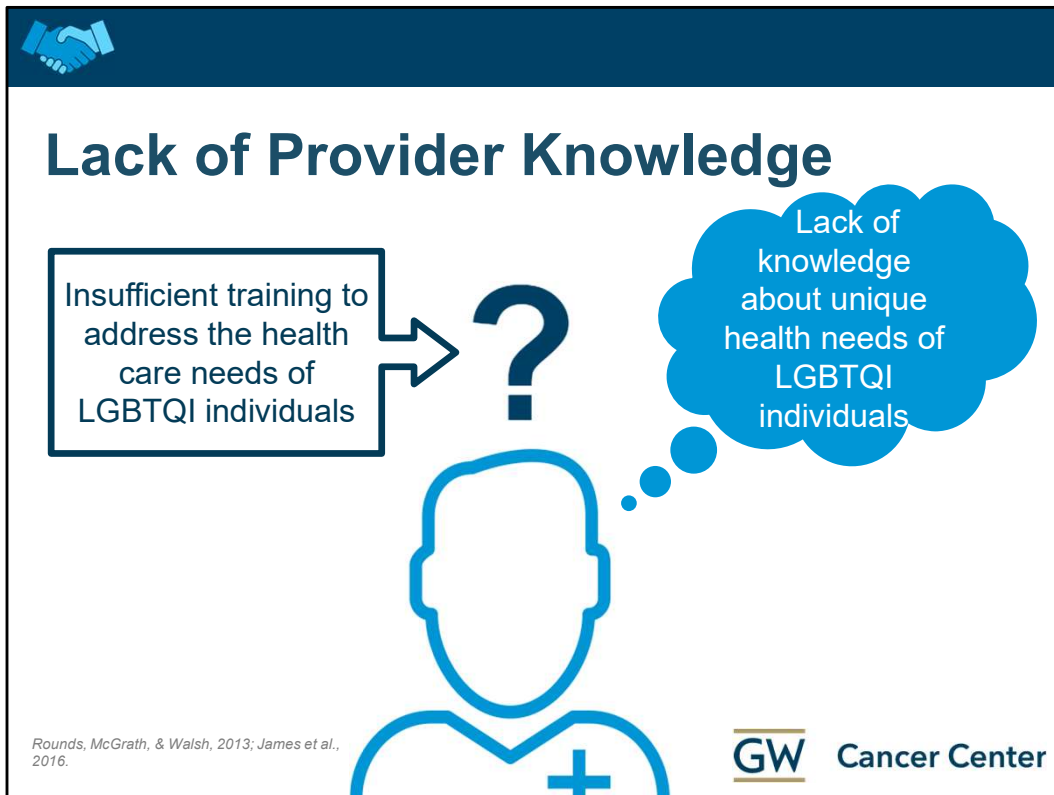 Lack of Provider Knowledge
Insufficient training to
address the health
care needs of
LGBTQI individuals
?
Lack of
knowledge
about unique
health needs of
LGBTQI
individuals
Rounds, McGrath, & Walsh, 2013; James et al.,
2016.
GW Cancer Center